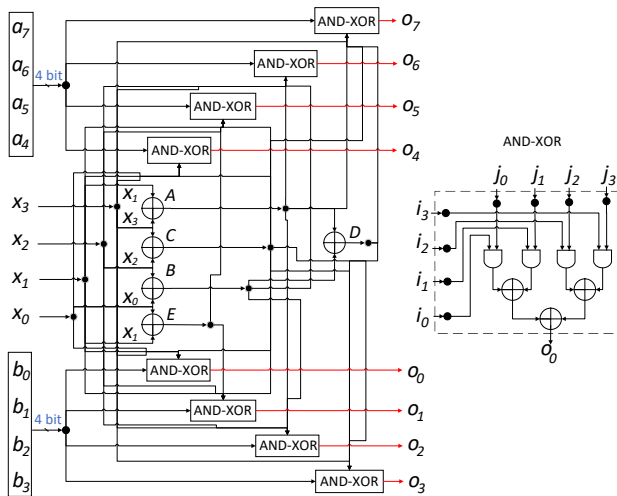 a7
AND-XOR
o7
a6
AND-XOR
o6
4 bit
a5
AND-XOR
o5
a4
AND-XOR
o4
AND-XOR
j0 j1 j2 j3
x3
x1
A
x3
i3
x2
C
x2
D
i2
x1
B
x0
i1
x0
E
x1
i0
o0
b0
AND-XOR
o0
b1
4 bit
AND-XOR
o1
b2
AND-XOR
o2
b3
AND-XOR
o3